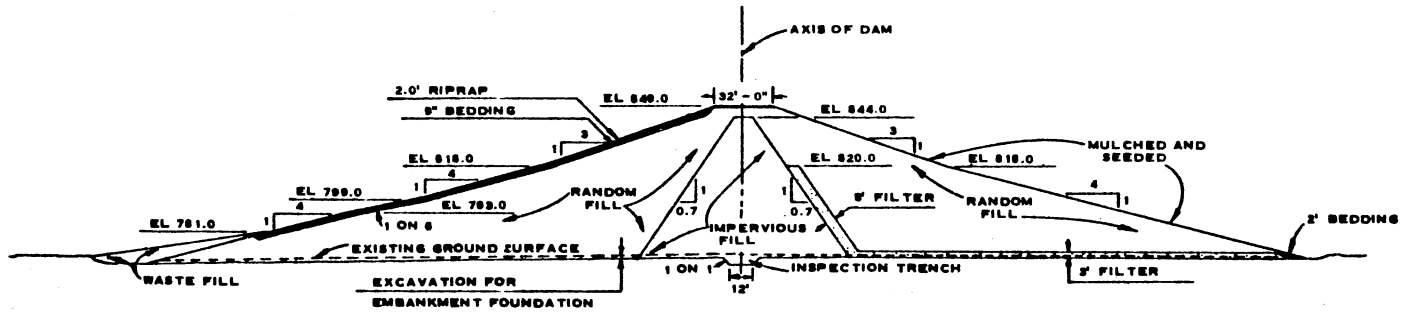 AXIS OF DAM
2.0' RIPRAP
9" BEDDING
EL 849.0
32' - 0"
EL 844.0
3
1
3
1
MULCHED AND
SEEDED
EL 818.0
EL 820.0
EL 818.0
4
1
EL 799.0
EL 793.0
1 ON 6
RANDOM
FILL
1
0.7
1
0.7
9' FILTER
RANDOM
FILL
4
1
EL 781.0
4
1
IMPERVIOUS
FILL
2' BEDDING
EXISTING GROUND SURFACE
WASTE FILL
1 ON 1
INSPECTION TRENCH
3' FILTER
EXCAVATION FOR
EMBANKMENT FOUNDATION
12'